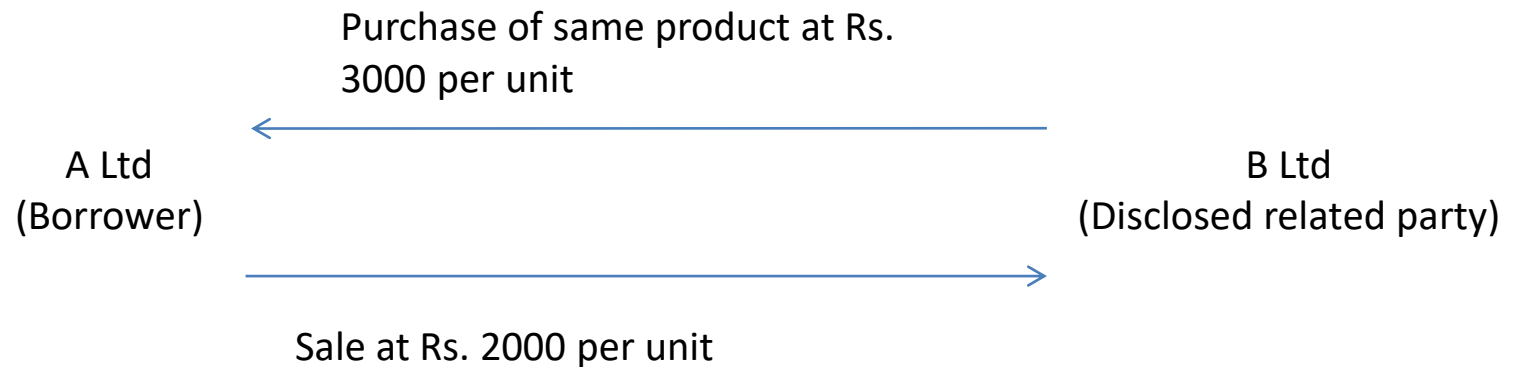 Purchase of same product at Rs.
3000 per unit
A Ltd
(Borrower)
B Ltd
(Disclosed related party)
Sale at Rs. 2000 per unit